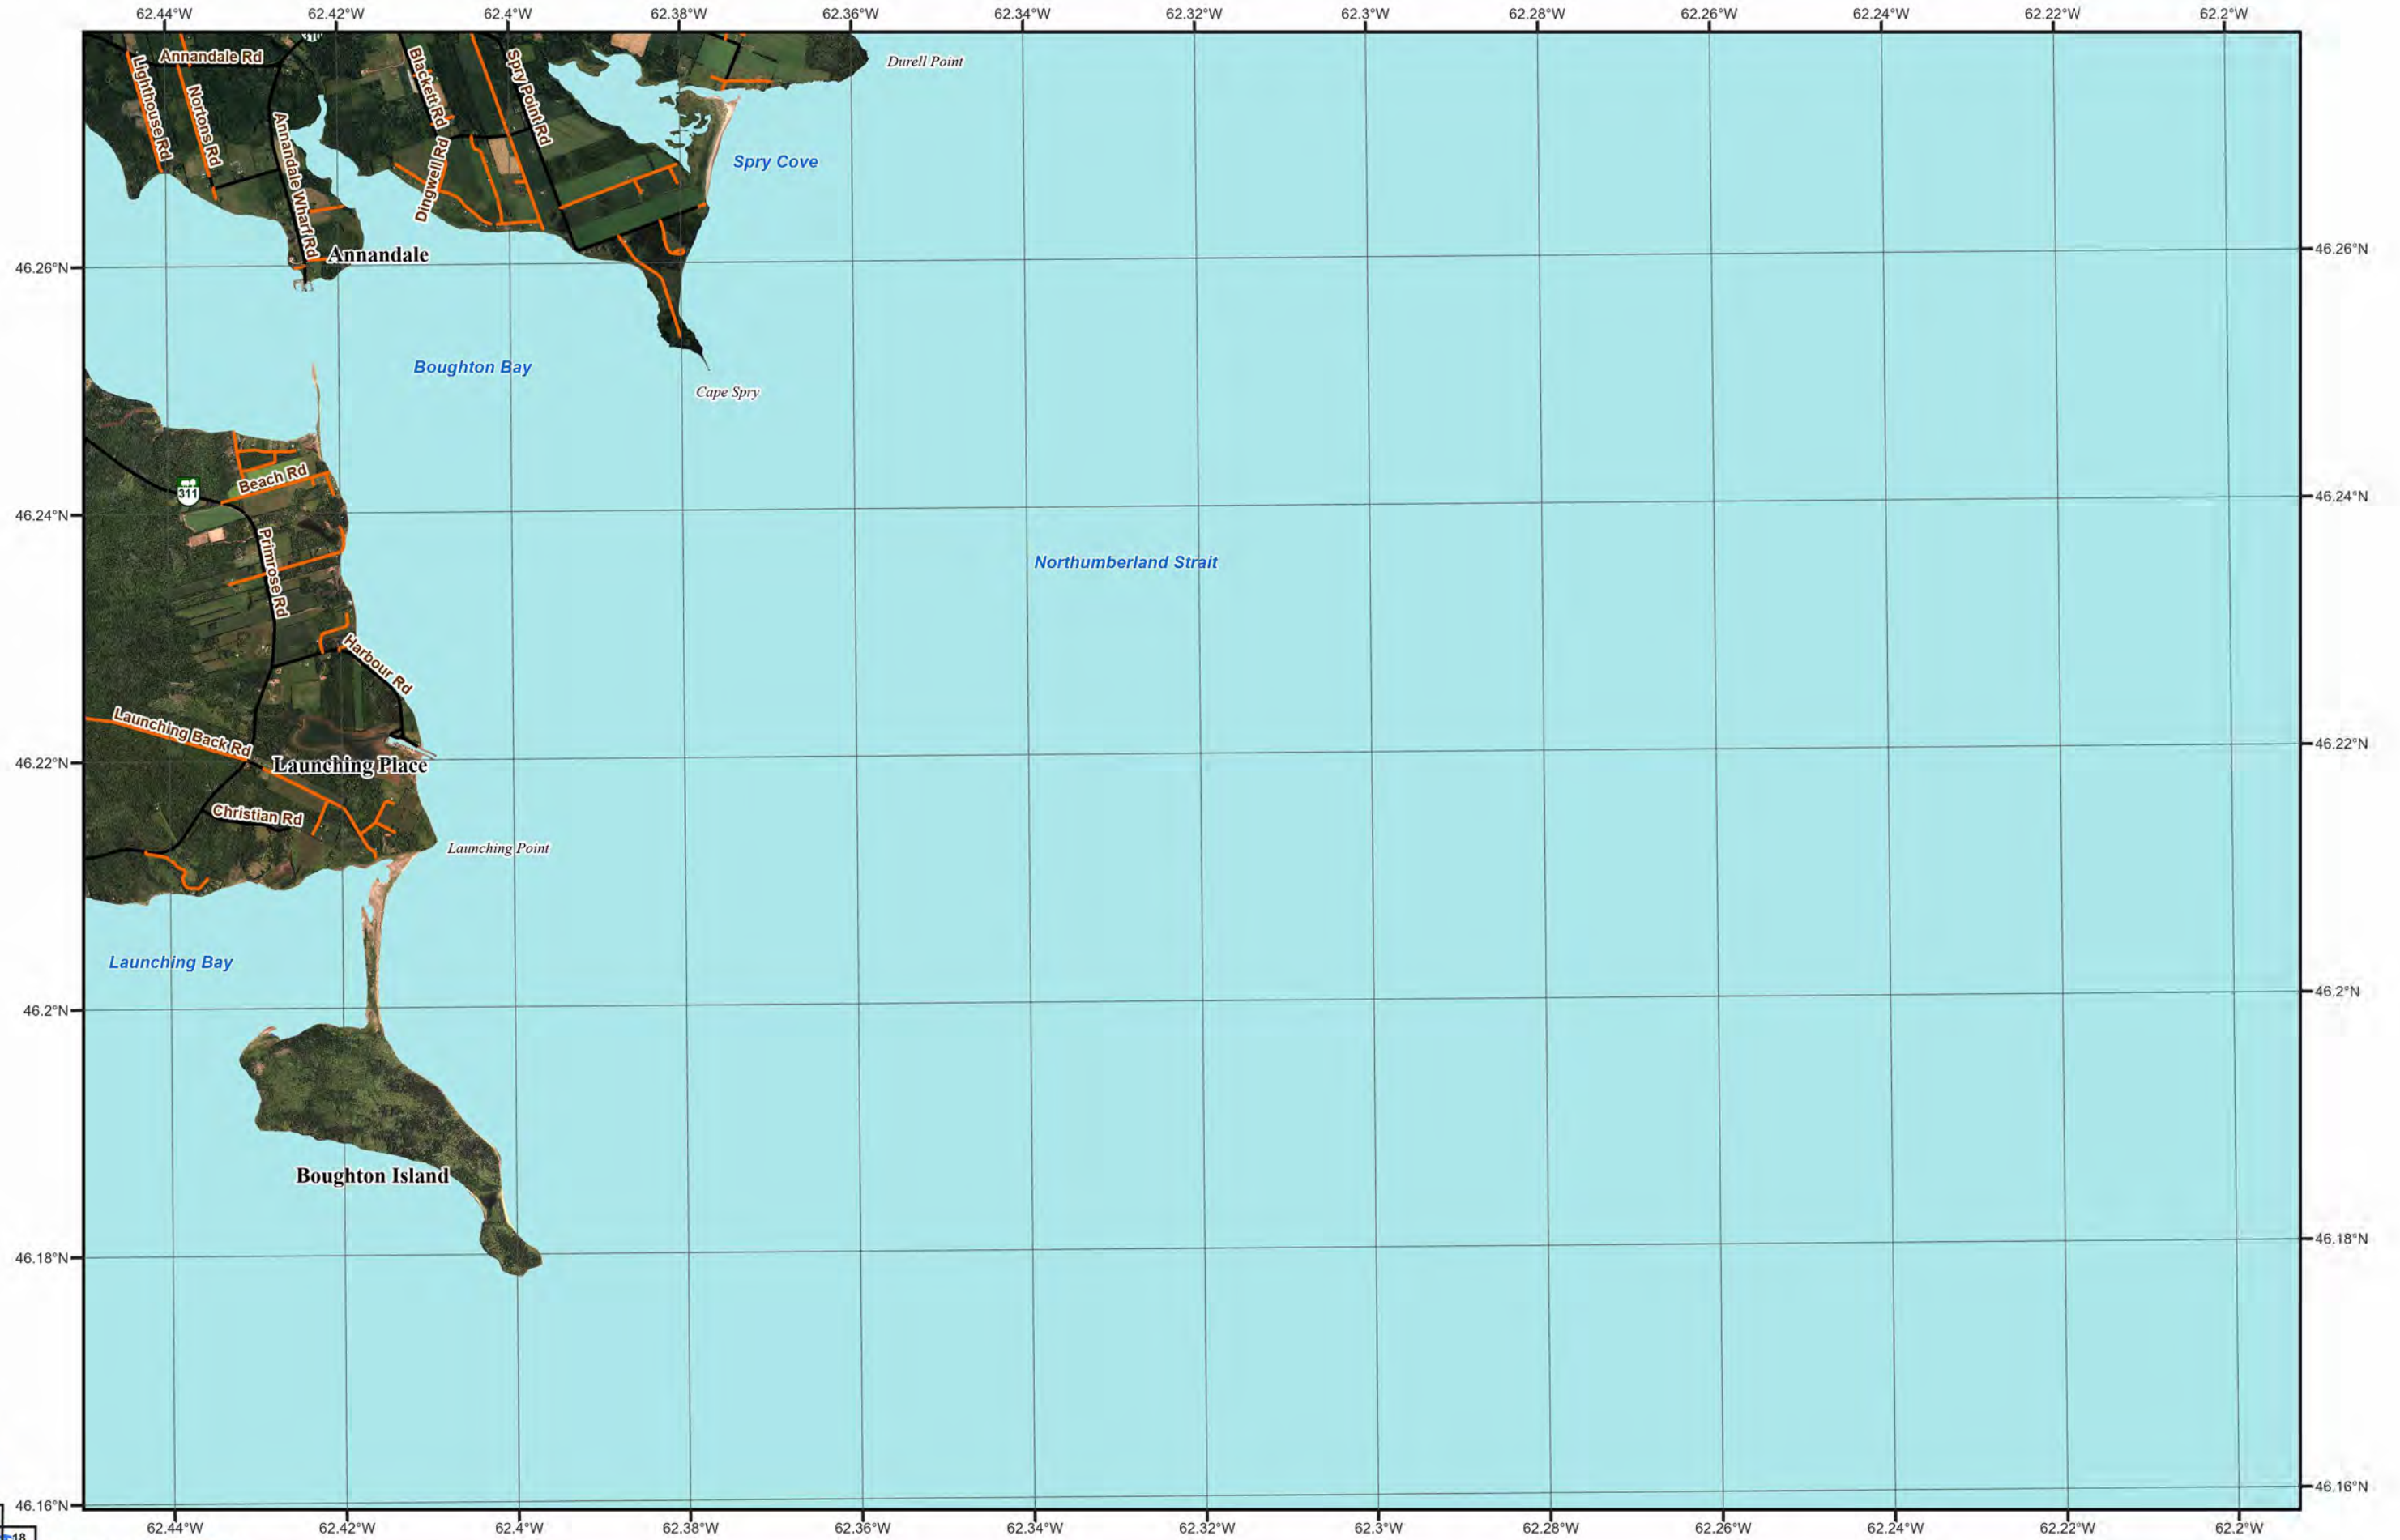 62.44°W 62.42°W 62.4°W 62.38°W 62.36°W 62.34°W 62.32°W 62.3°W 62.28°W 62.26°W 62.24°W 62.22°W 62.2°W
Annandale Rd
Lighthouse Rd
Nortons Rd
Annandale Wharf Rd
Blackett Rd
Dingwell Rd
Spry Point Rd
Durell Point
Spry Cove
Annandale
46.26°N
46.26°N
Boughton Bay
Cape Spry
Beach Rd
311
46.24°N
46.24°N
Primrose Rd
Northumberland Strait
Harbour Rd
Launching Back Rd
46.22°N
46.22°N
Launching Place
Christian Rd
Launching Point
Launching Bay
46.2°N
46.2°N
Boughton Island
46.18°N
46.18°N
46.16°N
46.16°N
18
62.44°W 62.42°W 62.4°W 62.38°W 62.36°W 62.34°W 62.32°W 62.3°W 62.28°W 62.26°W 62.24°W 62.22°W 62.2°W